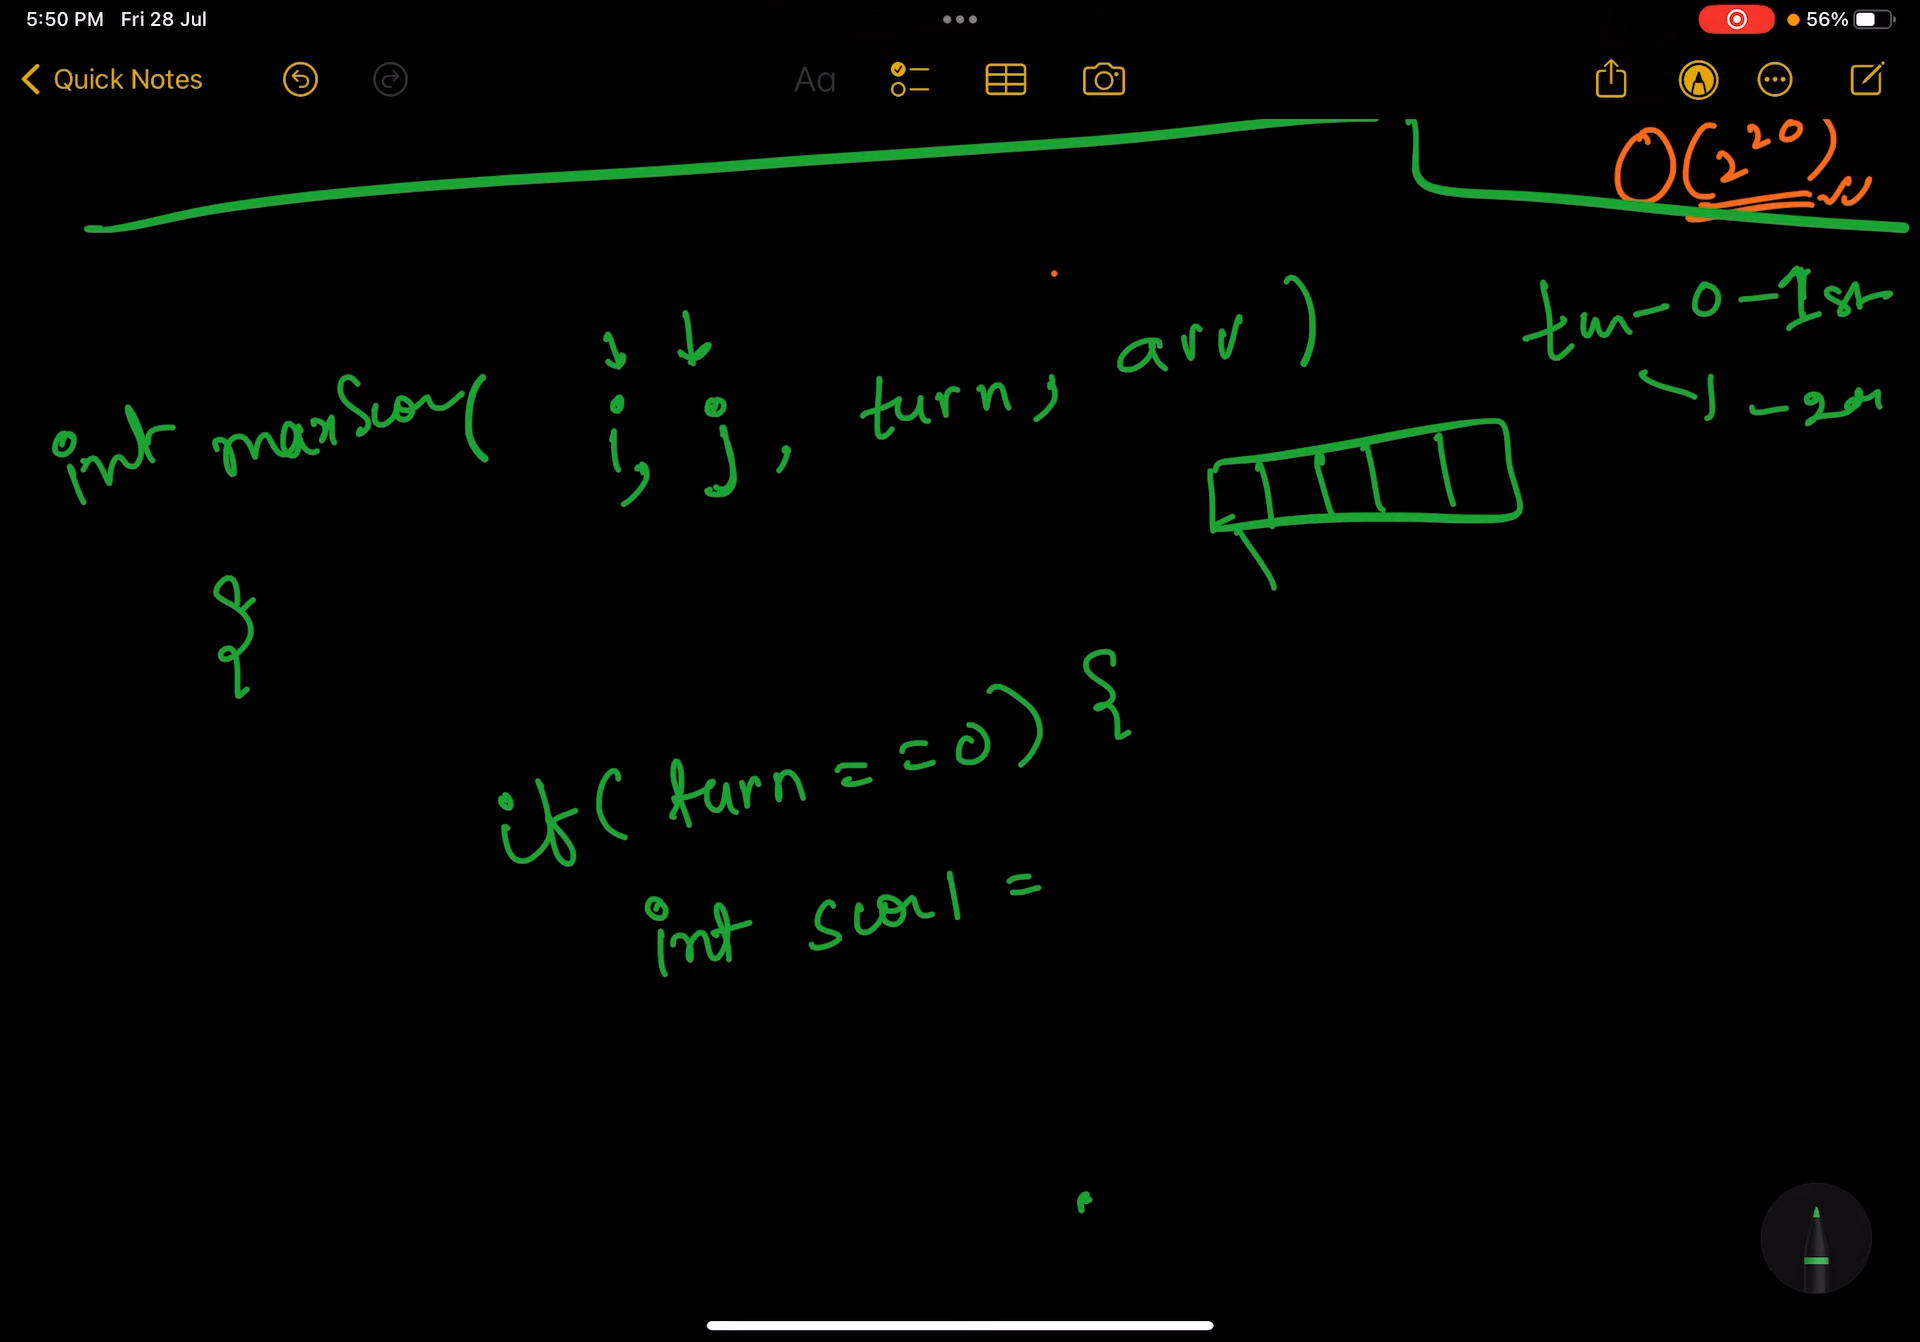 5:50 PM Fri 28 Jul
56%
Quick Notes
Aa
O(2^20)
int maxScor( i, j, turn, arr )
turn - 0 - 1st
1 - 2n
{
if( turn == 0) {
int scor1 =